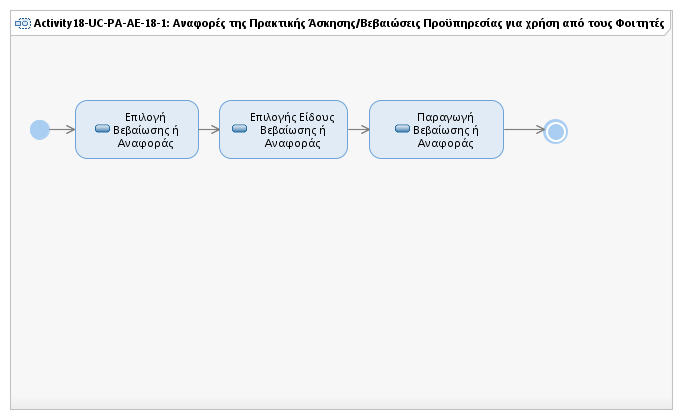 Activity18-UC-PA-AE-18-1: Αναφορές της Πρακτικής Άσκησης/Βεβαιώσεις Προϋπηρεσίας για χρήση από τους Φοιτητές
Επιλογή
Βεβαίωσης ή
Αναφοράς
Επιλογής Είδους
Βεβαίωσης ή
Αναφοράς
Παραγωγή
Βεβαίωσης ή
Αναφοράς